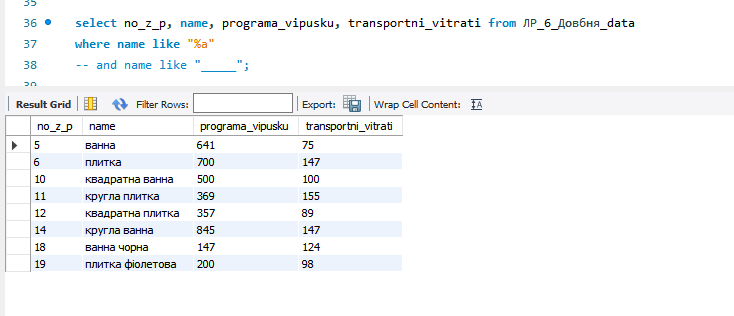 35
36 select no_z_p, name, programa_vipusku, transportni_vitrati from ЛР_6_Довбня_data
37 where name like "%а"
38 -- and name like "_____";
39
Result Grid Filter Rows: Export: Wrap Cell Content:
no_z_p name programa_vipusku transportni_vitrati
5 ванна 641 75
6 плитка 700 147
10 квадратна ванна 500 100
11 кругла плитка 369 155
12 квадратна плитка 357 89
14 кругла ванна 845 147
18 ванна чорна 147 124
19 плитка фіолетова 200 98